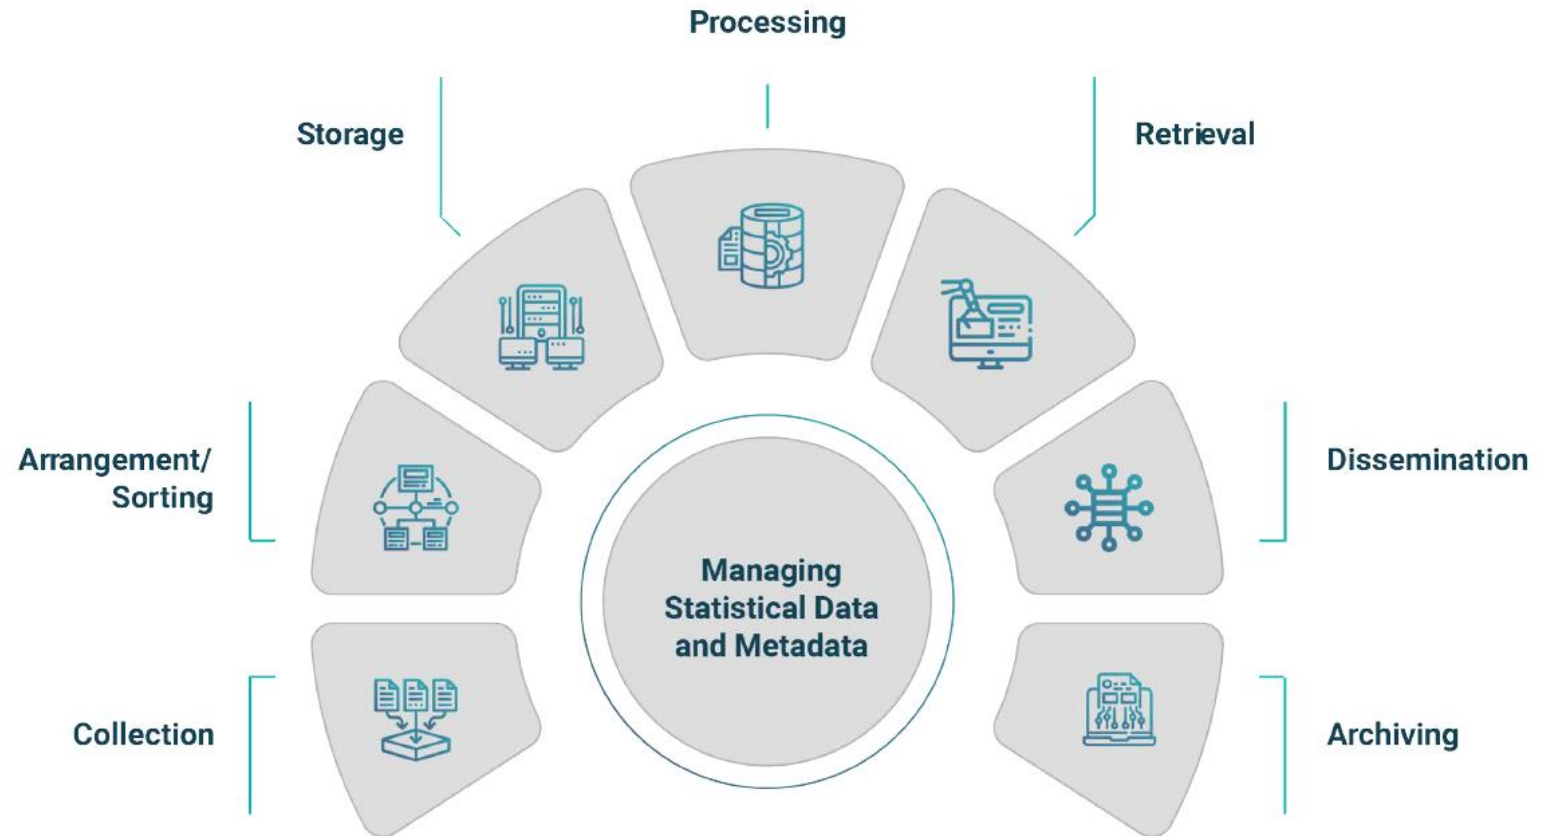 Processing
Storage
Retrieval
Arrangement/
Sorting
Dissemination
Managing
Statistical Data
and Metadata
Collection
Archiving